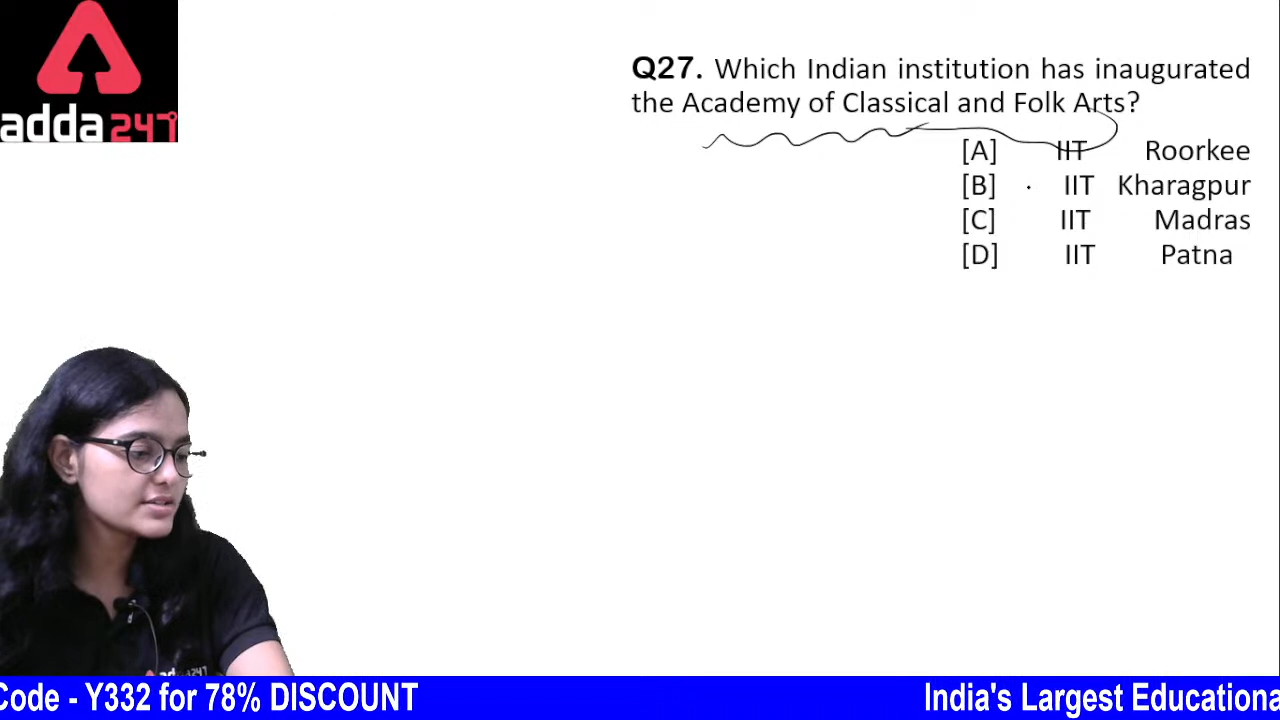 adda247
Q27. Which Indian institution has inaugurated
the Academy of Classical and Folk Arts?
[A] IIT Roorkee
[B] IIT Kharagpur
[C] IIT Madras
[D] IIT Patna
Code - Y332 for 78% DISCOUNT India's Largest Educationa